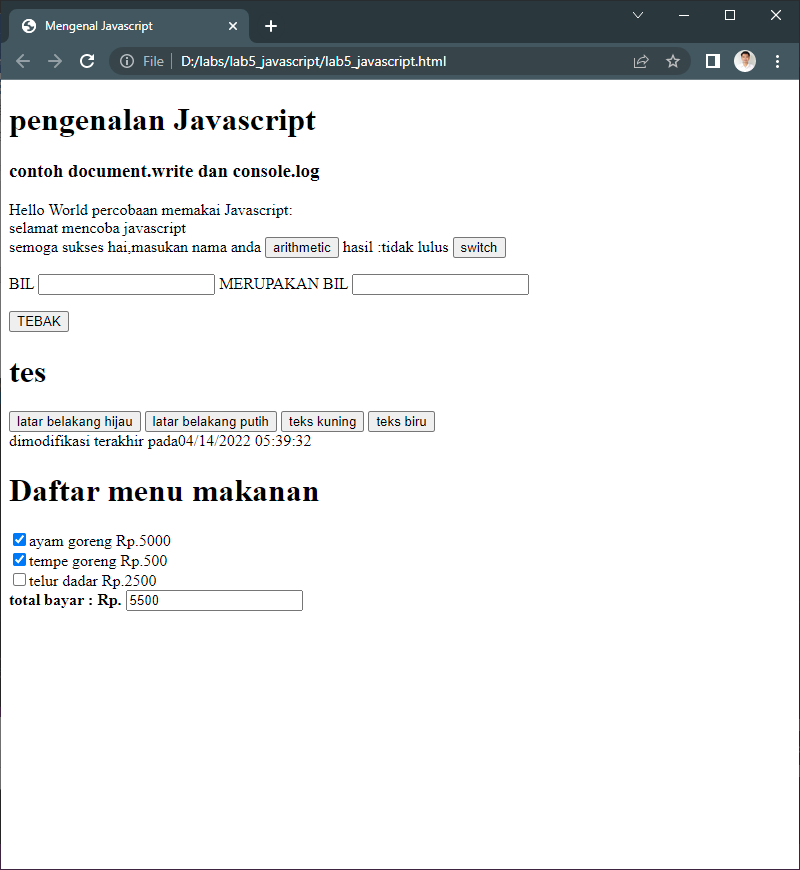 Mengenal Javascript
File D:/labs/lab5_javascript/lab5_javascript.html
pengenalan Javascript
contoh document.write dan console.log
Hello World percobaan memakai Javascript:
selamat mencoba javascript
semoga sukses hai,masukan nama anda arithmetic hasil :tidak lulus switch
BIL MERUPAKAN BIL
TEBAK
tes
latar belakang hijau latar belakang putih teks kuning teks biru
dimodifikasi terakhir pada04/14/2022 05:39:32
Daftar menu makanan
ayam goreng Rp.5000
tempe goreng Rp.500
telur dadar Rp.2500
total bayar : Rp. 5500